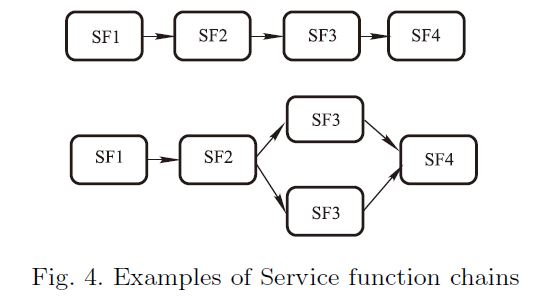 SF1 SF2 SF3 SF4
SF3
SF1 SF2 SF4
SF3
Fig. 4. Examples of Service function chains